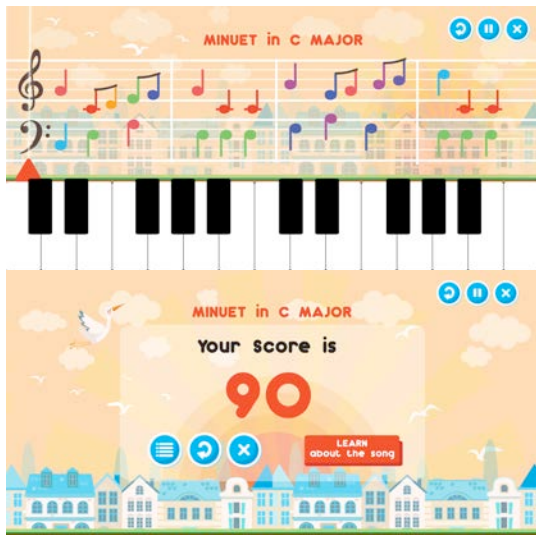 MINUET in C MAJOR
MINUET in C MAJOR
Your Score is
90
LEARN
about the song